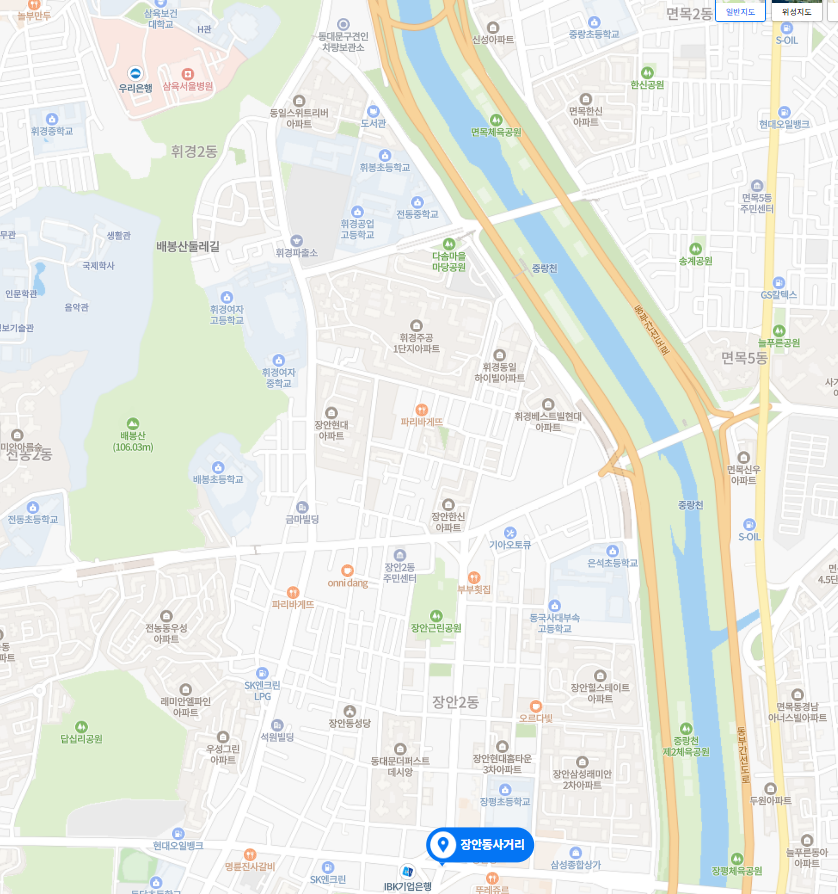 늘부만두
삼육보건
대학교
H관
동대문구견인
차량보관소
신성아파트
중랑초등학교
면목2동
일반지도
위성지도
S-OIL
우리은행
삼육서울병원
동일스위트리버
아파트
도서관
면목체육공원
한신공원
면목한신
아파트
현대오일뱅크
휘경중학교
휘경2동
휘봉초등학교
전동중학교
휘경공업
고등학교
면목5동
주민센터
생활관
국제학사
인문학관
음악관
배봉산둘레길
휘경파출소
다솜마을
마당공원
중랑천
송계공원
GS칼텍스
휘경여자
고등학교
동부간선도로
늘푸른공원
휘경주공
1단지아파트
휘경동일
하이빌아파트
면목5동
휘경여자
중학교
배봉산
(106.03m)
장안현대
아파트
파리바게뜨
휘경베스트빌현대
아파트
배봉초등학교
면목신우
아파트
전동초등학교
금마빌딩
장안한신
아파트
중랑천
기아오토큐
S-OIL
은석초등학교
onni dang
장안2동
주민센터
부부횟집
파리바게뜨
동국사대부속
고등학교
장안근린공원
전농동우성
아파트
SK엔크린
LPG
래미안엘파인
아파트
장안2동
장안힐스테이트
아파트
면목동경남
아너스빌아파트
오르다빗
장안동성당
석원빌딩
답십리공원
우성그린
아파트
중랑천
제2체육공원
동부간선도로
동대문더퍼스트
데시앙
장안현대홈타운
3차아파트
장안삼성래미안
2차아파트
장평초등학교
두원아파트
현대오일뱅크
장안동사거리
명륜진사갈비
SK엔크린
IBK기업은행
삼성종합상가
장평체육공원
늘푸른동아
아파트
뚜레쥬르